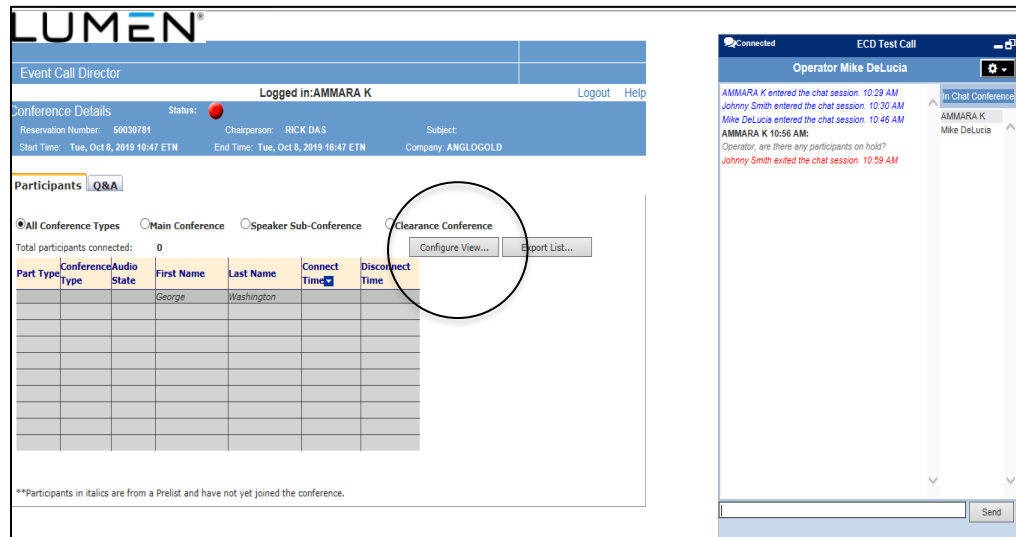 LUMEN®
Event Call Director
Logged in:AMMARA K
Logout Help
Conference Details Status:
Reservation Number: 50030781 Chairperson: RICK DAS Subject:
Start Time: Tue, Oct 8, 2019 10:47 ETN End Time: Tue, Oct 8, 2019 16:47 ETN Company: ANGLOGOLD
Participants Q&A
All Conference Types Main Conference Speaker Sub-Conference Clearance Conference
Total participants connected: 0 Configure View... Export List...
Part Type Conference Type Audio State First Name Last Name Connect Time Disconnect Time
George Washington
**Participants in italics are from a Prelist and have not yet joined the conference.
Connected ECD Test Call
Operator Mike DeLucia
AMMARA K entered the chat session. 10:29 AM
Johnny Smith entered the chat session. 10:30 AM
Mike DeLucia entered the chat session. 10:46 AM
AMMARA K 10:56 AM:
Operator, are there any participants on hold?
Johnny Smith exited the chat session. 10:59 AM
In Chat Conference
AMMARA K
Mike DeLucia
Send